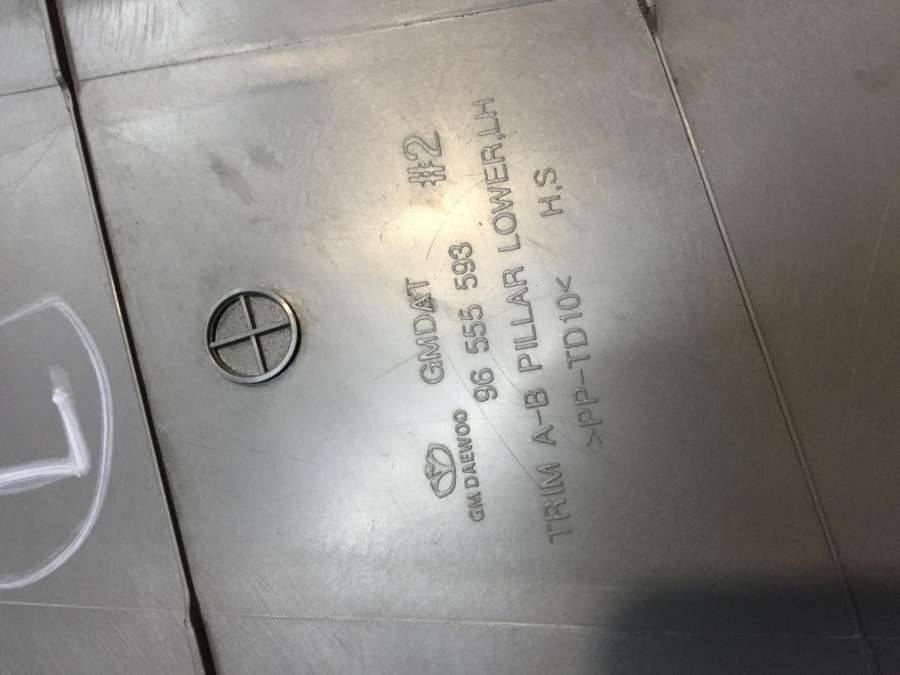 GMDAT #2
GM DAEWOO
96 555 593
TRIM A-B PILLAR LOWER,LH
>PP-TD10< H,S
L